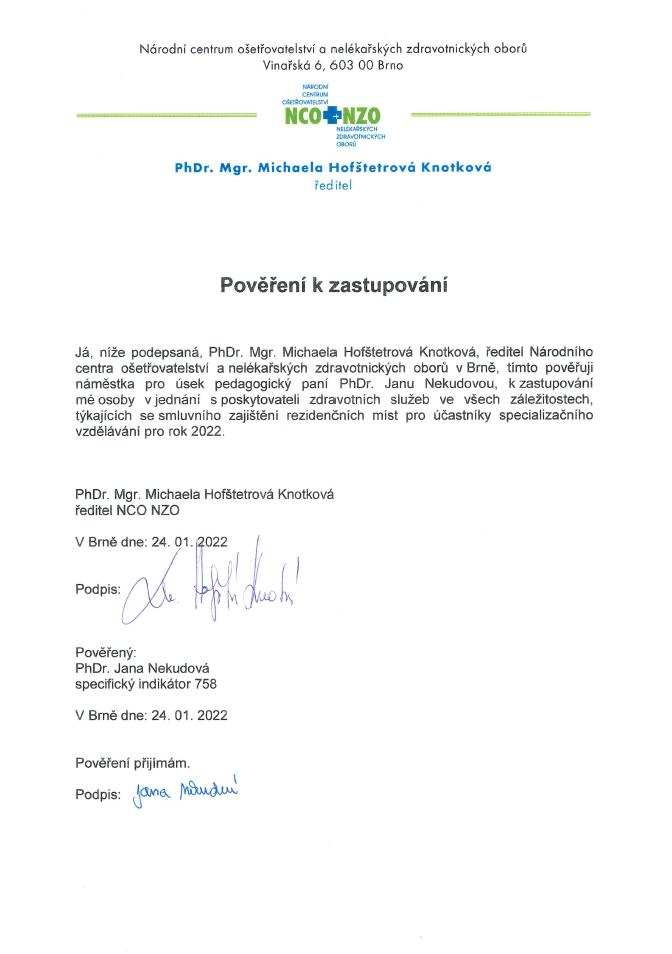 Národní centrum ošetřovatelství a nelékařských zdravotnických oborů
Vinařská 6, 603 00 Brno
NÁRODNÍ
CENTRUM
OŠETŘOVATELSTVÍ
NCO NZO
NELÉKAŘSKÝCH
ZDRAVOTNICKÝCH
OBORŮ
PhDr. Mgr. Michaela Hofštetrová Knotková
ředitel
Pověření k zastupování
Já, níže podepsaná, PhDr. Mgr. Michaela Hofštetrová Knotková, ředitel Národního
centra ošetřovatelství a nelékařských zdravotnických oborů v Brně, tímto pověřuji
náměstka pro úsek pedagogický paní PhDr. Janu Nekudovou, k zastupování
mé osoby v jednání s poskytovateli zdravotních služeb ve všech záležitostech,
týkajících se smluvního zajištění rezidenčních míst pro účastníky specializačního
vzdělávání pro rok 2022.
PhDr. Mgr. Michaela Hofštetrová Knotková
ředitel NCO NZO
V Brně dne: 24. 01. 2022
Podpis:
Pověřený:
PhDr. Jana Nekudová
specifický indikátor 758
V Brně dne: 24. 01. 2022
Pověření přijímám.
Podpis: Jana